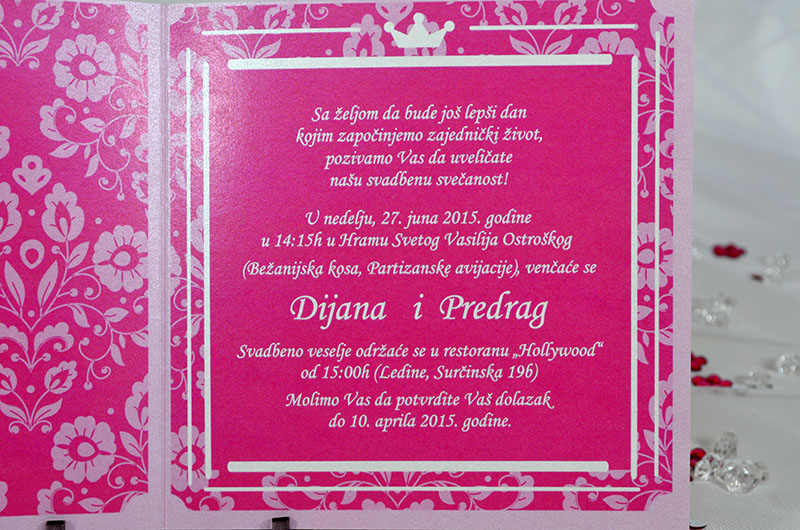 Sa željom da bude još lepši dan
kojim započinjemo zajednički život,
pozivamo Vas da uveličate
našu svadbenu svečanost!
U nedelju, 27. juna 2015. godine
u 14:15h u Hramu Svetog Vasilija Ostroškog
(Bežanijska kosa, Partizanske avijacije), venčaće se
Dijana i Predrag
Svadbeno veselje održaće se u restoranu „Hollywood“
od 15:00h (Ledine, Surčinska 196)
Molimo Vas da potvrdite Vaš dolazak
do 10. aprila 2015. godine.